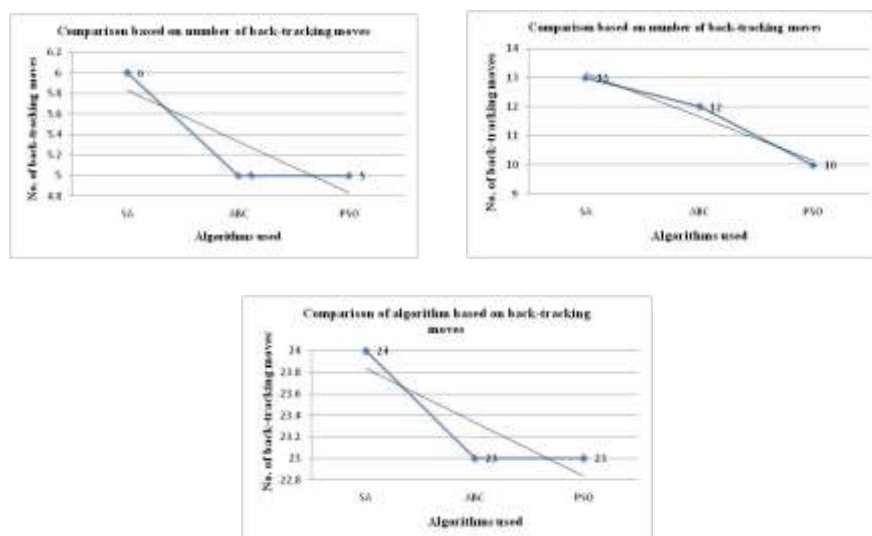 Comparison based on number of back-tracking moves
No. of back-tracking moves
6.2
6
5.8
5.6
5.4
5.2
5
4.8
6
5
5
SA
ABC
PSO
Algorithms used
Comparison based on number of back-tracking moves
No. of back-tracking moves
14
13
12
11
10
9
13
12
10
SA
ABC
PSO
Algorithms used
Comparison of algorithm based on back-tracking
moves
No. of back-tracking moves
24
23.8
23.6
23.4
23.2
23
22.8
24
23
23
SA
ABC
PSO
Algorithms used